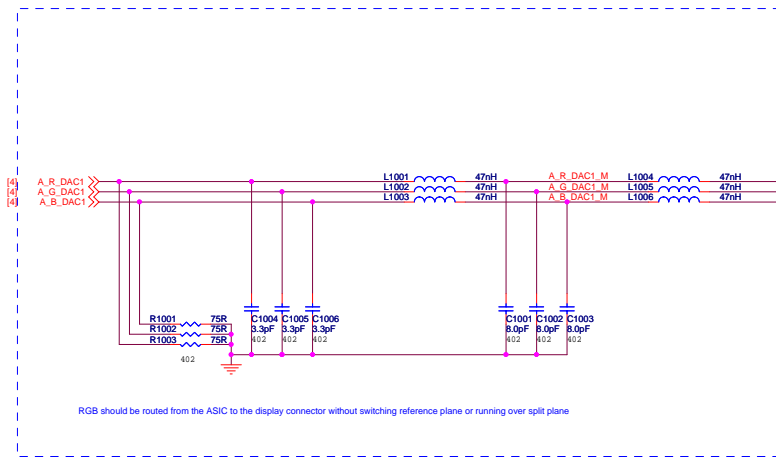 A_R_DAC1_M
L1001 47nH L1004 47nH
[4] A_R_DAC1
L1002 47nH A_G_DAC1_M L1005 47nH
[4] A_G_DAC1
L1003 47nH A_B_DAC1_M L1006 47nH
[4] A_B_DAC1
R1001 75R C1004 C1005 C1006 C1001 C1002 C1003
R1002 75R 3.3pF 3.3pF 3.3pF 8.0pF 8.0pF 8.0pF
R1003 75R 402 402 402 402 402 402
402
RGB should be routed from the ASIC to the display connector without switching reference plane or running over split plane